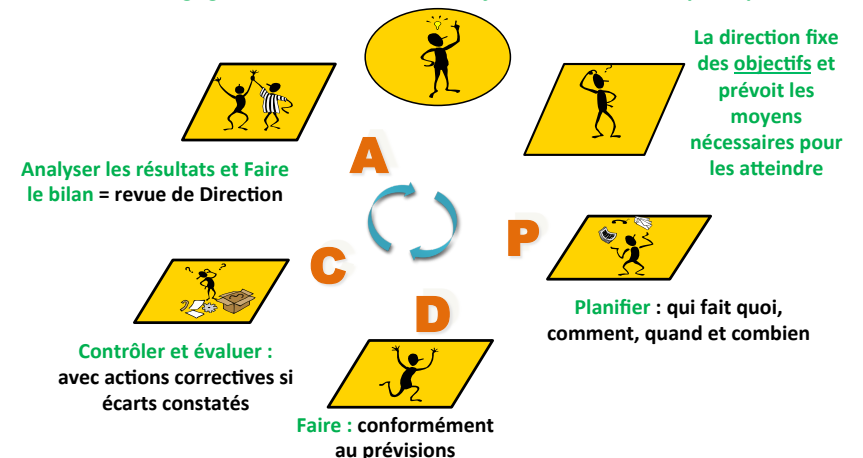 La direction fixe
des objectifs et
prévoit les
moyens
nécessaires pour
les atteindre
A
Analyser les résultats et Faire
le bilan = revue de Direction
P
C
Planifier : qui fait quoi,
comment, quand et combien
D
Contrôler et évaluer :
avec actions correctives si
écarts constatés
Faire : conformément
au prévisions